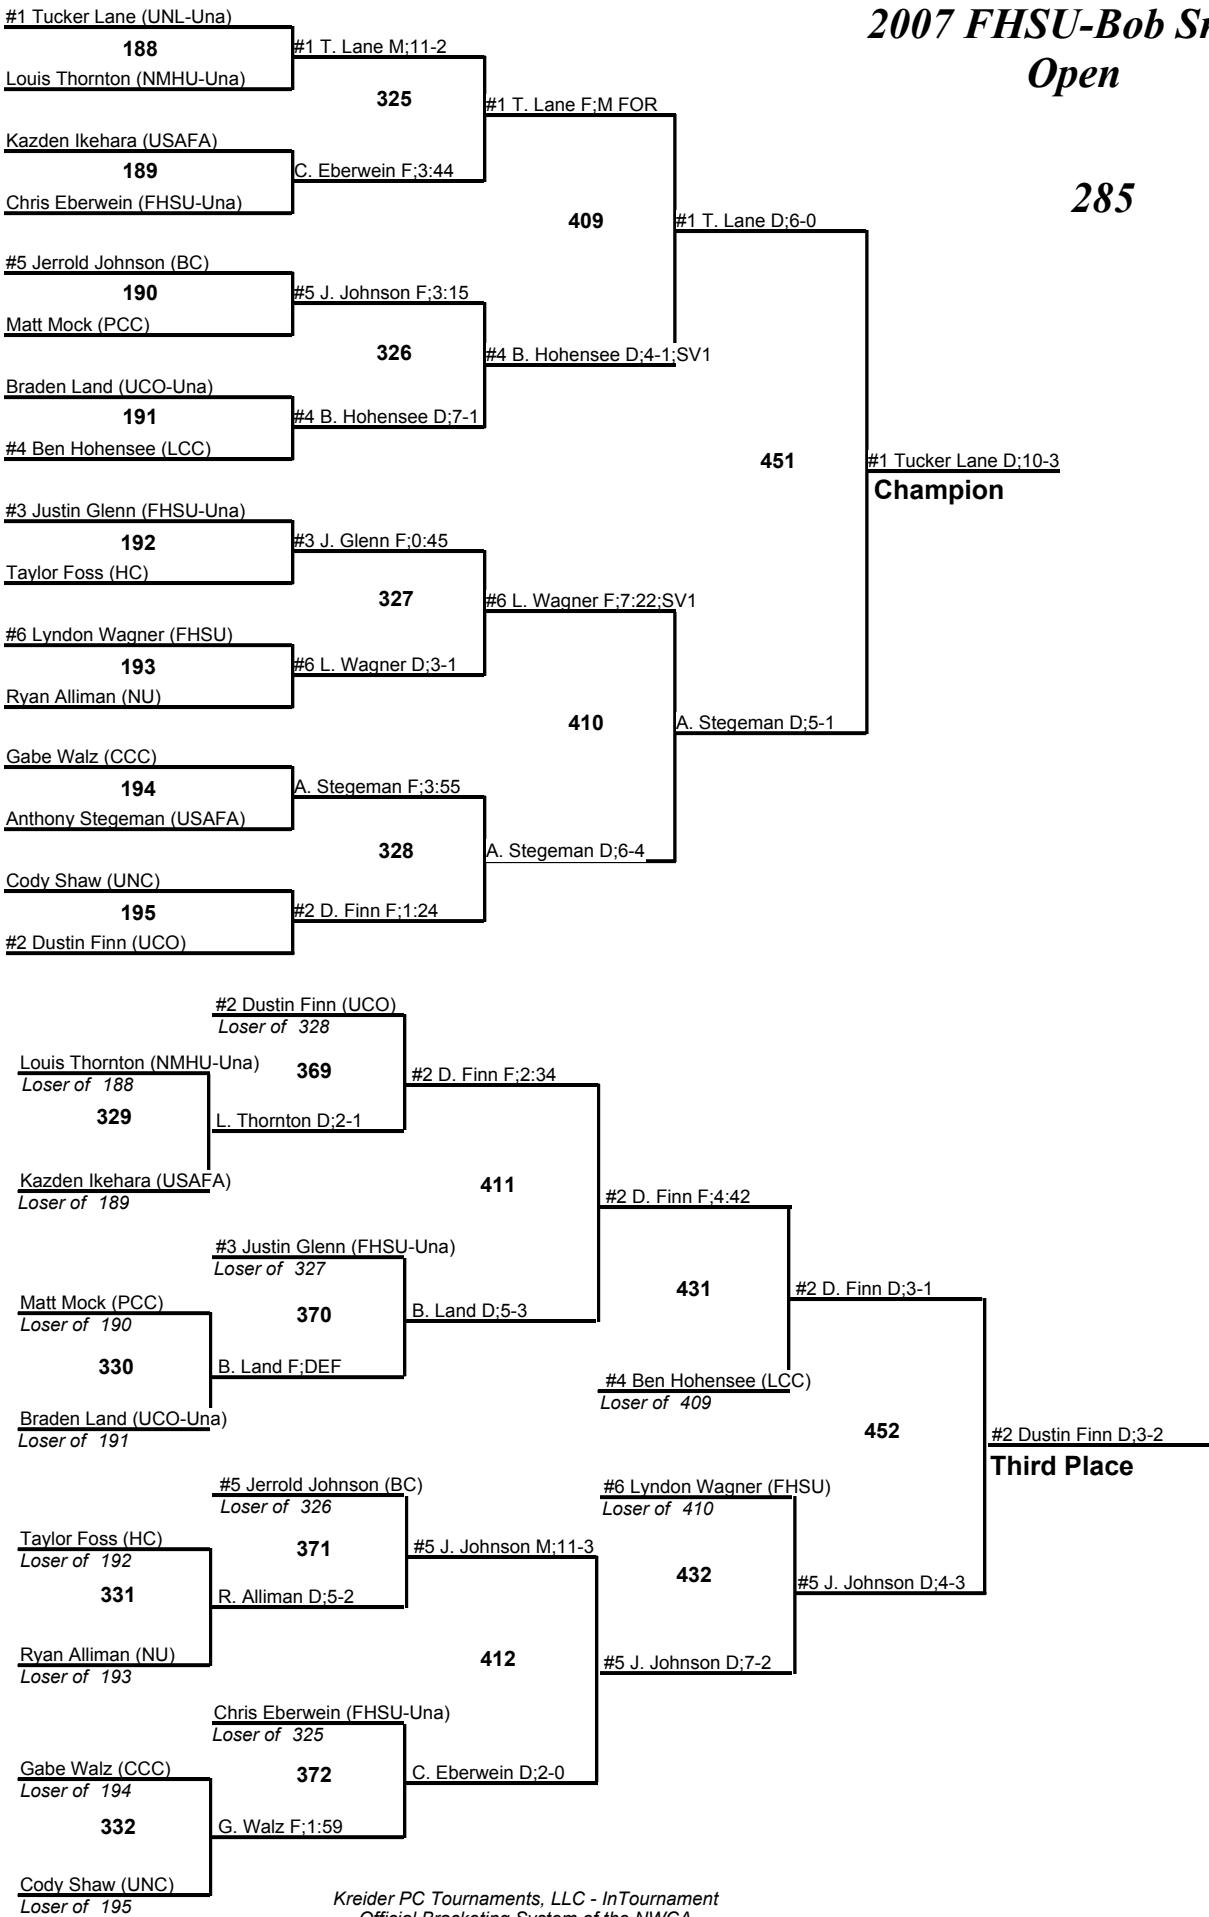 #1 Tucker Lane (UNL-Una)
2007 FHSU-Bob
Open
285
188
#1 T. Lane M;11-2
Louis Thornton (NMHU-Una)
325
#1 T. Lane F;M FOR
Kazden Ikehara (USAFA)
189
C. Eberwein F;3:44
Chris Eberwein (FHSU-Una)
409
#1 T. Lane D;6-0
#5 Jerrold Johnson (BC)
190
#5 J. Johnson F;3:15
Matt Mock (PCC)
326
#4 B. Hohensee D;4-1;SV1
Braden Land (UCO-Una)
191
#4 B. Hohensee D;7-1
#4 Ben Hohensee (LCC)
451
#1 Tucker Lane D;10-3
Champion
#3 Justin Glenn (FHSU-Una)
192
#3 J. Glenn F;0:45
Taylor Foss (HC)
327
#6 L. Wagner F;7:22;SV1
#6 Lyndon Wagner (FHSU)
193
#6 L. Wagner D;3-1
Ryan Alliman (NU)
410
A. Stegeman D;5-1
Gabe Walz (CCC)
194
A. Stegeman F;3:55
Anthony Stegeman (USAFA)
328
A. Stegeman D;6-4
Cody Shaw (UNC)
195
#2 D. Finn F;1:24
#2 Dustin Finn (UCO)
#2 Dustin Finn (UCO)
Loser of 328
Louis Thornton (NMHU-Una)
Loser of 188
369
#2 D. Finn F;2:34
329
L. Thornton D;2-1
Kazden Ikehara (USAFA)
Loser of 189
411
#2 D. Finn F;4:42
#3 Justin Glenn (FHSU-Una)
Loser of 327
Matt Mock (PCC)
Loser of 190
370
B. Land D;5-3
431
#2 D. Finn D;3-1
330
B. Land F;DEF
#4 Ben Hohensee (LCC)
Loser of 409
Braden Land (UCO-Una)
Loser of 191
452
#2 Dustin Finn D;3-2
Third Place
#5 Jerrold Johnson (BC)
Loser of 326
#6 Lyndon Wagner (FHSU)
Loser of 410
Taylor Foss (HC)
Loser of 192
371
#5 J. Johnson M;11-3
432
#5 J. Johnson D;4-3
331
R. Alliman D;5-2
Ryan Alliman (NU)
Loser of 193
412
#5 J. Johnson D;7-2
Chris Eberwein (FHSU-Una)
Loser of 325
Gabe Walz (CCC)
Loser of 194
372
C. Eberwein D;2-0
332
G. Walz F;1:59
Cody Shaw (UNC)
Loser of 195
Kreider PC Tournaments, LLC - InTournament
Official Bracketing System of the NWCA